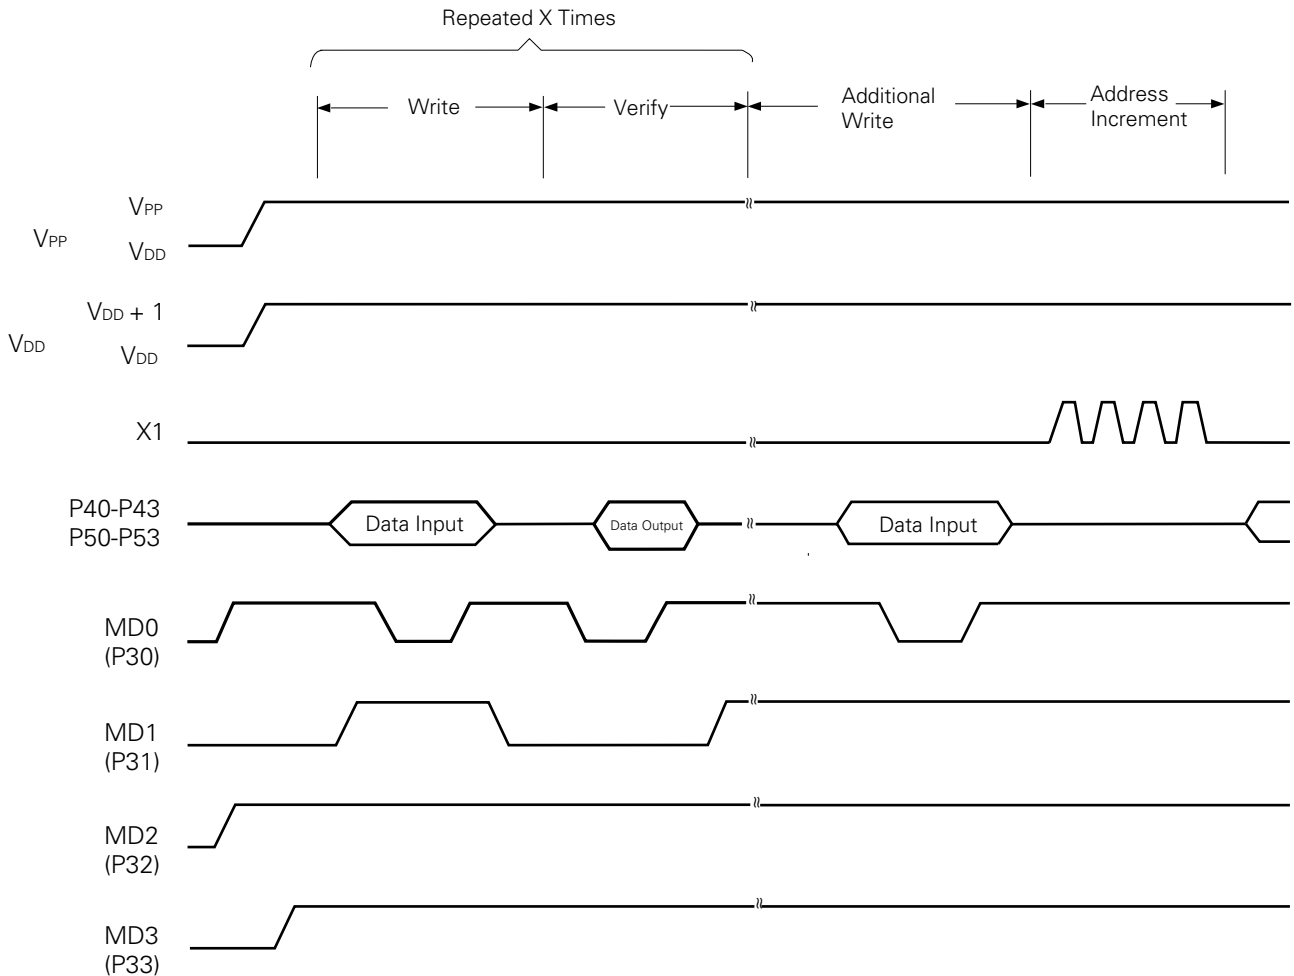 Repeated X Times
Write
Verify
Additional
Write
Address
Increment
VPP
VPP
VDD
VDD + 1
VDD
VDD
X1
P40-P43
P50-P53
Data Input
Data Output
Data Input
MD0
(P30)
MD1
(P31)
MD2
(P32)
MD3
(P33)